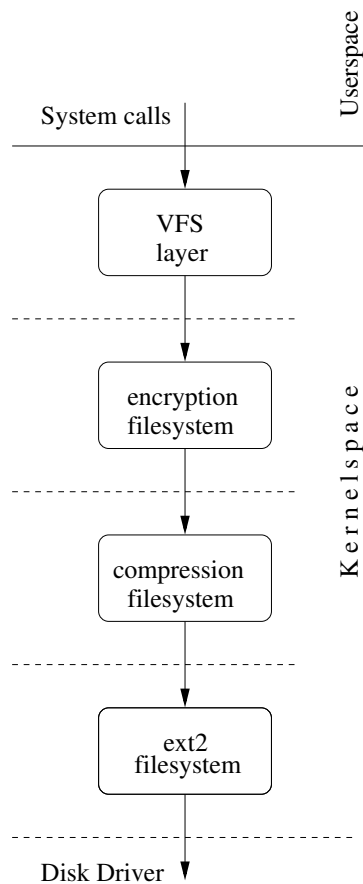 Userspace
System calls
VFS
layer
encryption
filesystem
Kernelspace
compression
filesystem
ext2
filesystem
Disk Driver